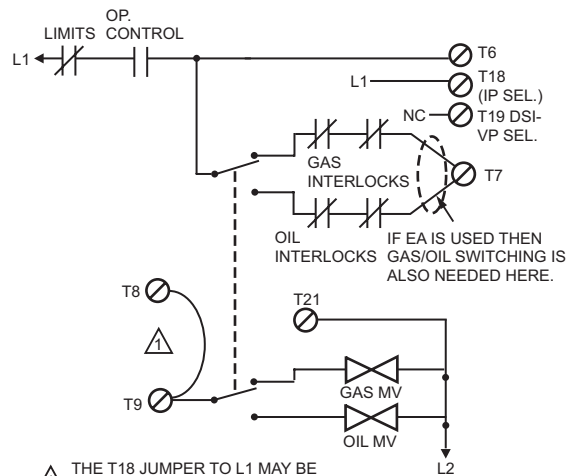 OP.
LIMITS CONTROL
L1
T6
L1
T18
(IP SEL.)
NC
T19 DSI-
VP SEL.
GAS
INTERLOCKS
T7
OIL
INTERLOCKS
IF EA IS USED THEN
GAS/OIL SWITCHING IS
ALSO NEEDED HERE.
T8
T21
1
T9
GAS MV
OIL MV
THE T18 JUMPER TO L1 MAY BE
L2